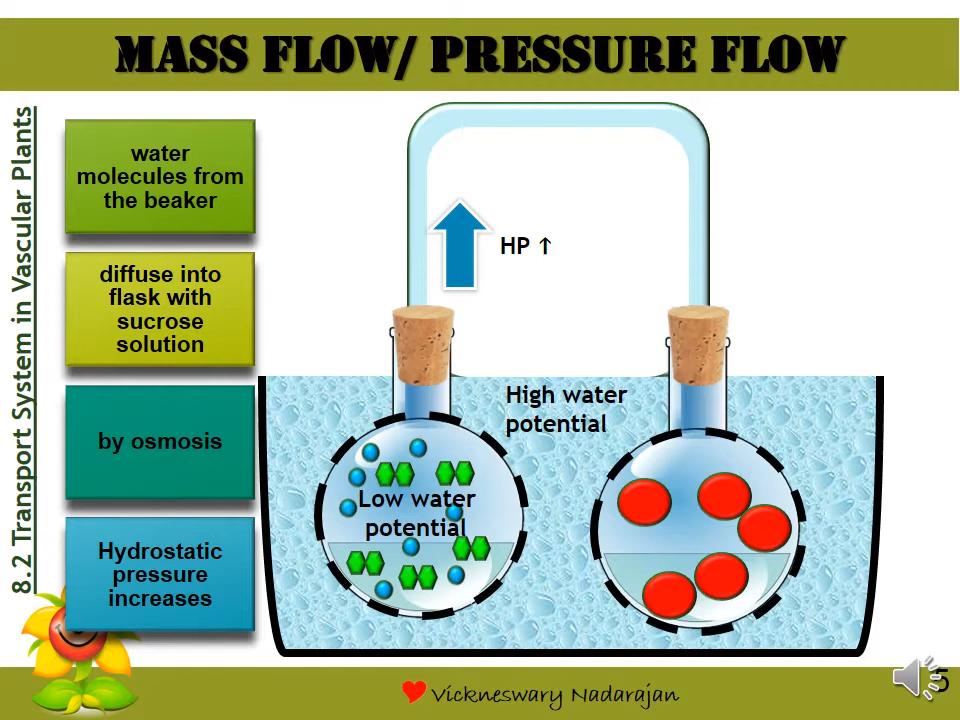 MASS FLOW/ PRESSURE FLOW
8.2 Transport System in Vascular Plants
water
molecules from
the beaker
diffuse into
flask with
sucrose
solution
by osmosis
Hydrostatic
pressure
increases
HP ↑
High water
potential
Low water
potential
Vickneswary Nadarajan
5